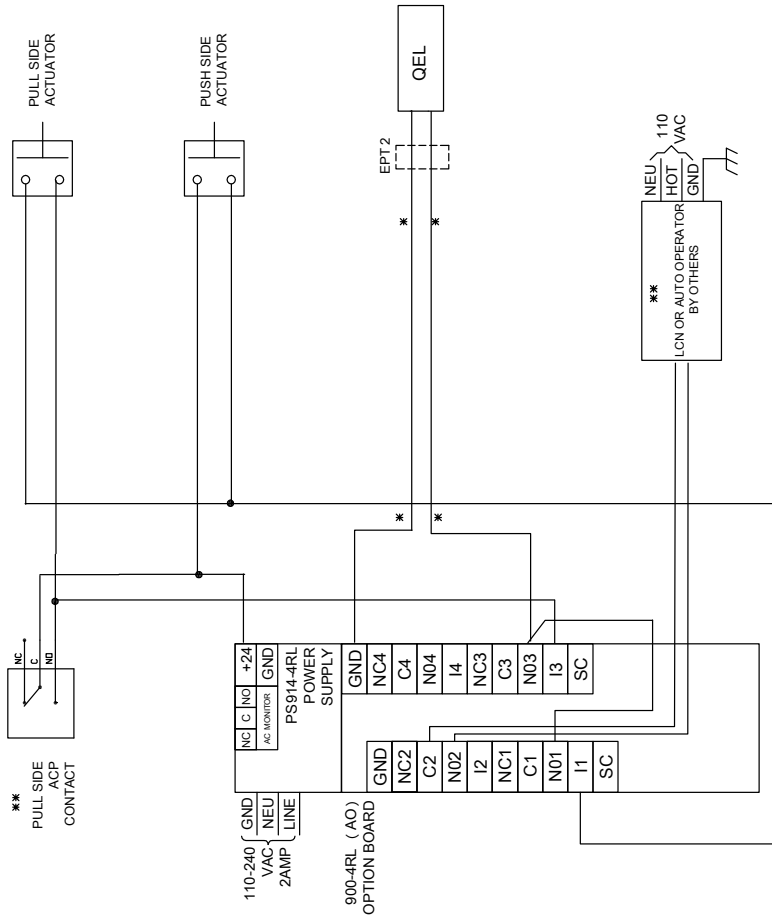 PULL SIDE
ACTUATOR
PUSH SIDE
ACTUATOR
QEL
EPT 2
*
*
110
VAC
NEU
HOT
GND
**
LCN OR AUTO OPERATOR
BY OTHERS
*
*
NC
C
NO
**
PULL SIDE
ACP
CONTACT
NC C NO +24
AC MONITOR GND
PS914-4RL
POWER
SUPPLY
110-240
VAC
2AMP
GND
NEU
LINE
900-4RL ( AO )
OPTION BOARD
GND
NC4
C4
N04
I4
NC3
C3
N03
I3
SC
GND
NC2
C2
N02
I2
NC1
C1
N01
I1
SC